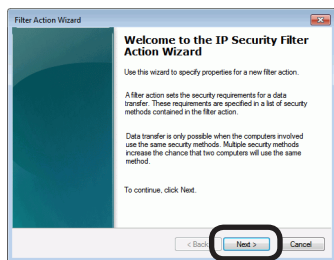 Filter Action Wizard
Welcome to the IP Security Filter
Action Wizard
Use this wizard to specify properties for a new filter action.
A filter action sets the security requirements for a data
transfer. These requirements are specified in a list of security
methods contained in the filter action.
Data transfer is only possible when the computers involved
use the same security methods. Multiple security methods
increase the chance that two computers will use the same
method.
To continue, click Next.
< Back Next > Cancel